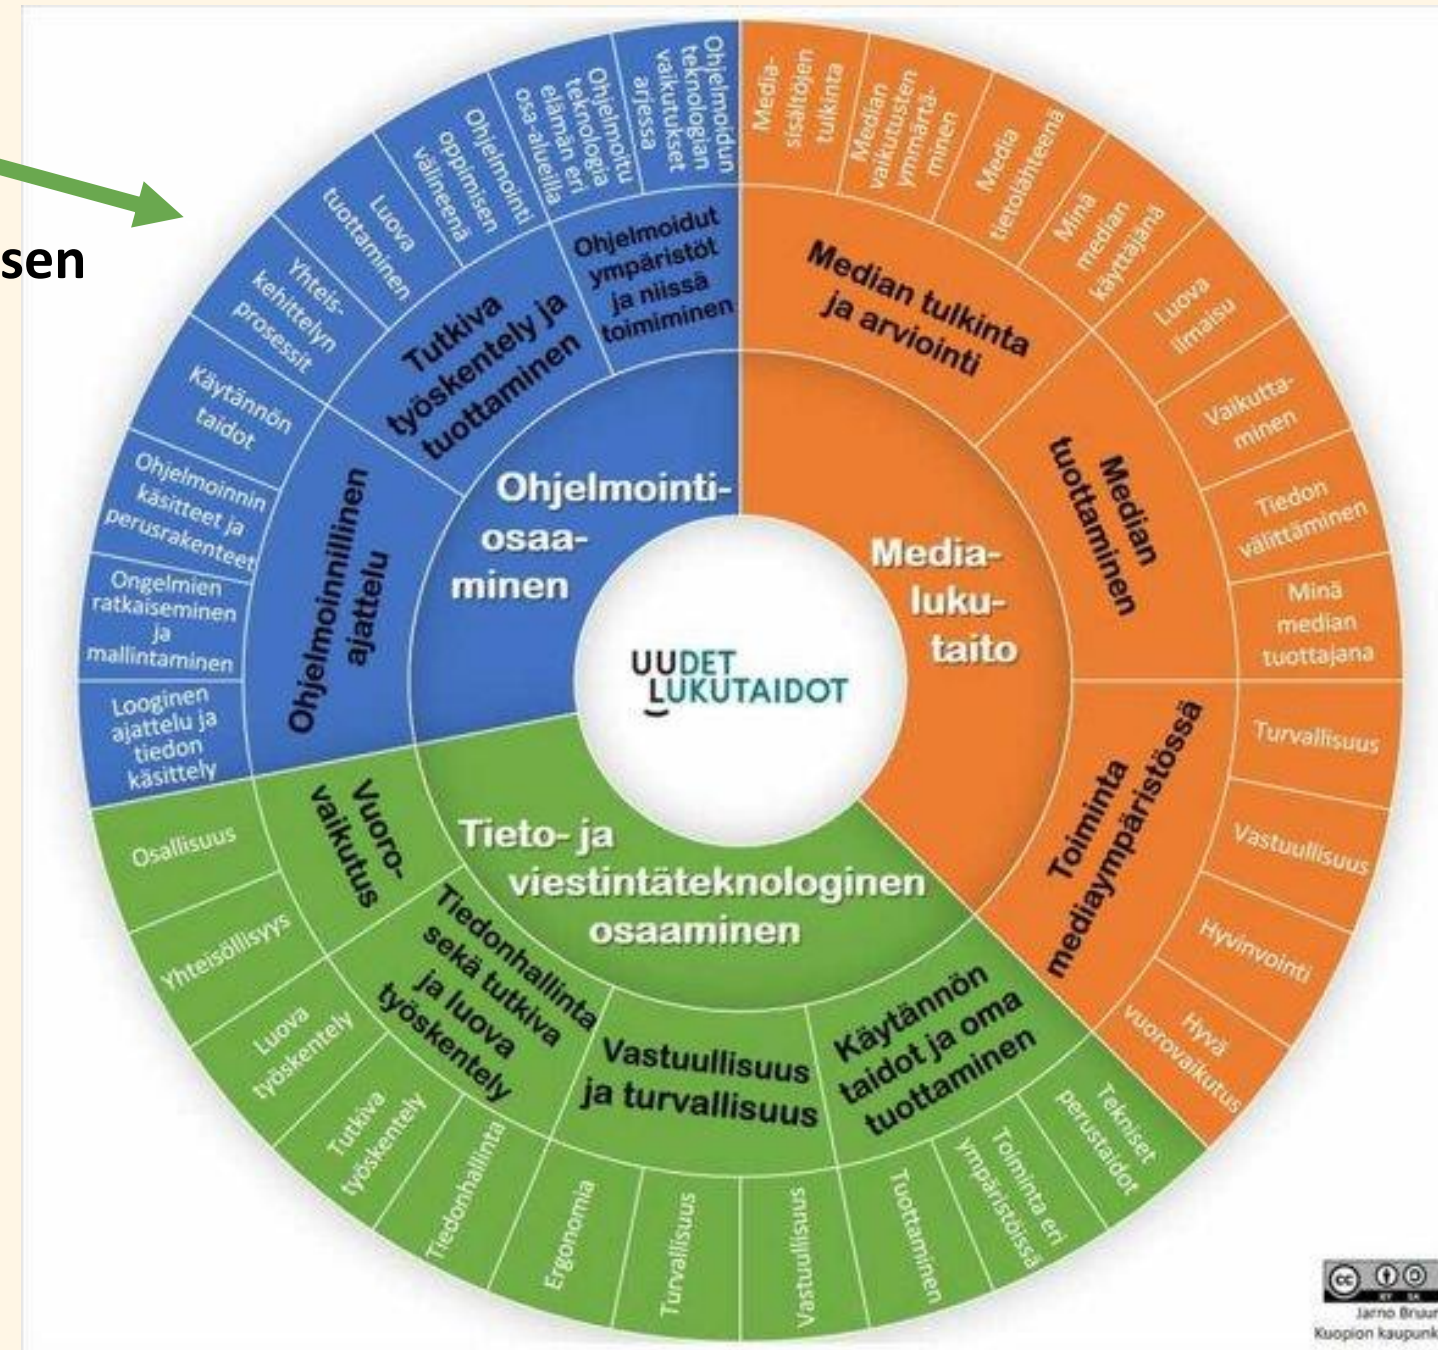 sen
UUDET
LUKUTAIDOT
Ohjelmointi-
osaa-
minen
Media-
luku-
taito
Tieto- ja
viestintäteknologinen
osaaminen
Median tulkinta
ja arviointi
Media-
sisältöjen
tulkinta
Median
vaikutusten
ymmärtä-
minen
Media
tietolähteenä
Minä
median
käyttäjänä
Median
tuottaminen
Luova
ilmaisu
Vaikutta-
minen
Tiedon
välittäminen
Minä
median
tuottajana
Toiminta
mediaympäristössä
Turvallisuus
Vastuullisuus
Hyvinvointi
Hyvä
vuorovaikutus
Käytännön
taidot ja oma
tuottaminen
Tekniset
perustaidot
Toiminta eri
ympäristöissä
Tuottaminen
Vastuullisuus
ja turvallisuus
Vastuullisuus
Turvallisuus
Ergonomia
Tiedonhallinta
sekä tutkiva
ja luova
työskentely
Tiedonhallinta
Tutkiva
työskentely
Luova
työskentely
Vuoro-
vaikutus
Yhteisöllisyys
Osallisuus
Ohjelmoinnillinen
ajattelu
Looginen
ajattelu ja
tiedon
käsittely
Ongelmien
ratkaiseminen
ja
mallintaminen
Ohjelmoinnin
käsitteet ja
perusrakenteet
Käytännön
taidot
Tutkiva
työskentely ja
tuottaminen
Yhteis-
kehittelyn
prosessit
Luova
tuottaminen
Ohjelmointi
oppimisen
välineenä
Ohjelmoidut
ympäristöt
ja niissä
toimiminen
Ohjelmoitu
teknologia
elämän eri
osa-alueilla
Ohjelmoidun
teknologian
vaikutukset
arjessa
cc
BY SA
Jarno Bruun
Kuopion kaupunk